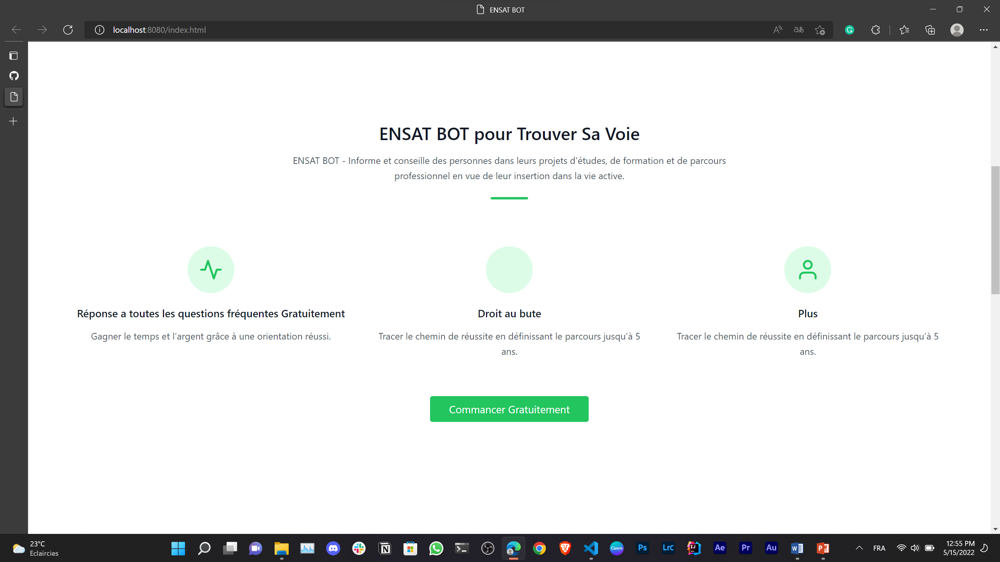 ENSAT BOT
localhost:8080/index.html
ENSAT BOT pour Trouver Sa Voie
ENSAT BOT - Informe et conseille des personnes dans leurs projets d'études, de formation et de parcours
professionnel en vue de leur insertion dans la vie active.
Réponse a toutes les questions fréquentes Gratuitement
Gagner le temps et l’argent grâce à une orientation réussi.
Droit au bute
Tracer le chemin de réussite en définissant le parcours jusqu’à 5
ans.
Plus
Tracer le chemin de réussite en définissant le parcours jusqu’à 5
ans.
Commancer Gratuitement
23°C
Eclaircies
Canva
Ps
LrC
IJ
Ae
Pr
Au
W
P
FRA
12:55 PM
5/15/2022